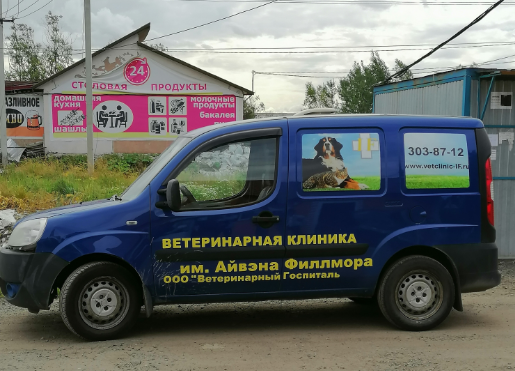 24
СТОЛОВАЯ ПРОДУКТЫ
домашняя
кухня
шашлык
молочные
продукты
бакалея
РАЗЛИВНОЕ
303-87-12
www.vetclinic-IF.ru
ВЕТЕРИНАРНАЯ КЛИНИКА
им. Айвэна Филлмора
ООО "Ветеринарный Госпиталь